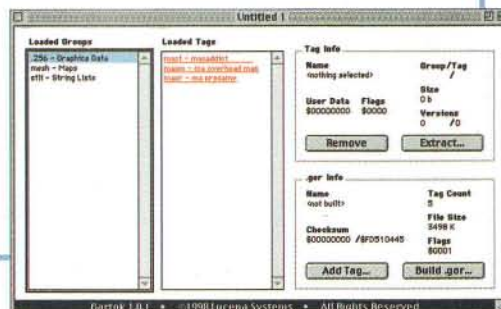 Untitled 1
Loaded Groups
.256 – Graphics Data
mesh – Maps
stli – String Lists
Loaded Tags
Tag Info
Name
<nothing selected>
Group/Tag
/
Size
0 b
User Data
$00000000
Flags
$0000
Versions
0 /0
Remove
Extract...
.gor Info
Name
<not built>
Tag Count
5
File Size
3498 K
Checksum
$00000000 /$FD510445
Flags
$0001
Add Tag...
Build .gor...
1.0.1 • ©1998 Lucena Systems • All Rights Reserved